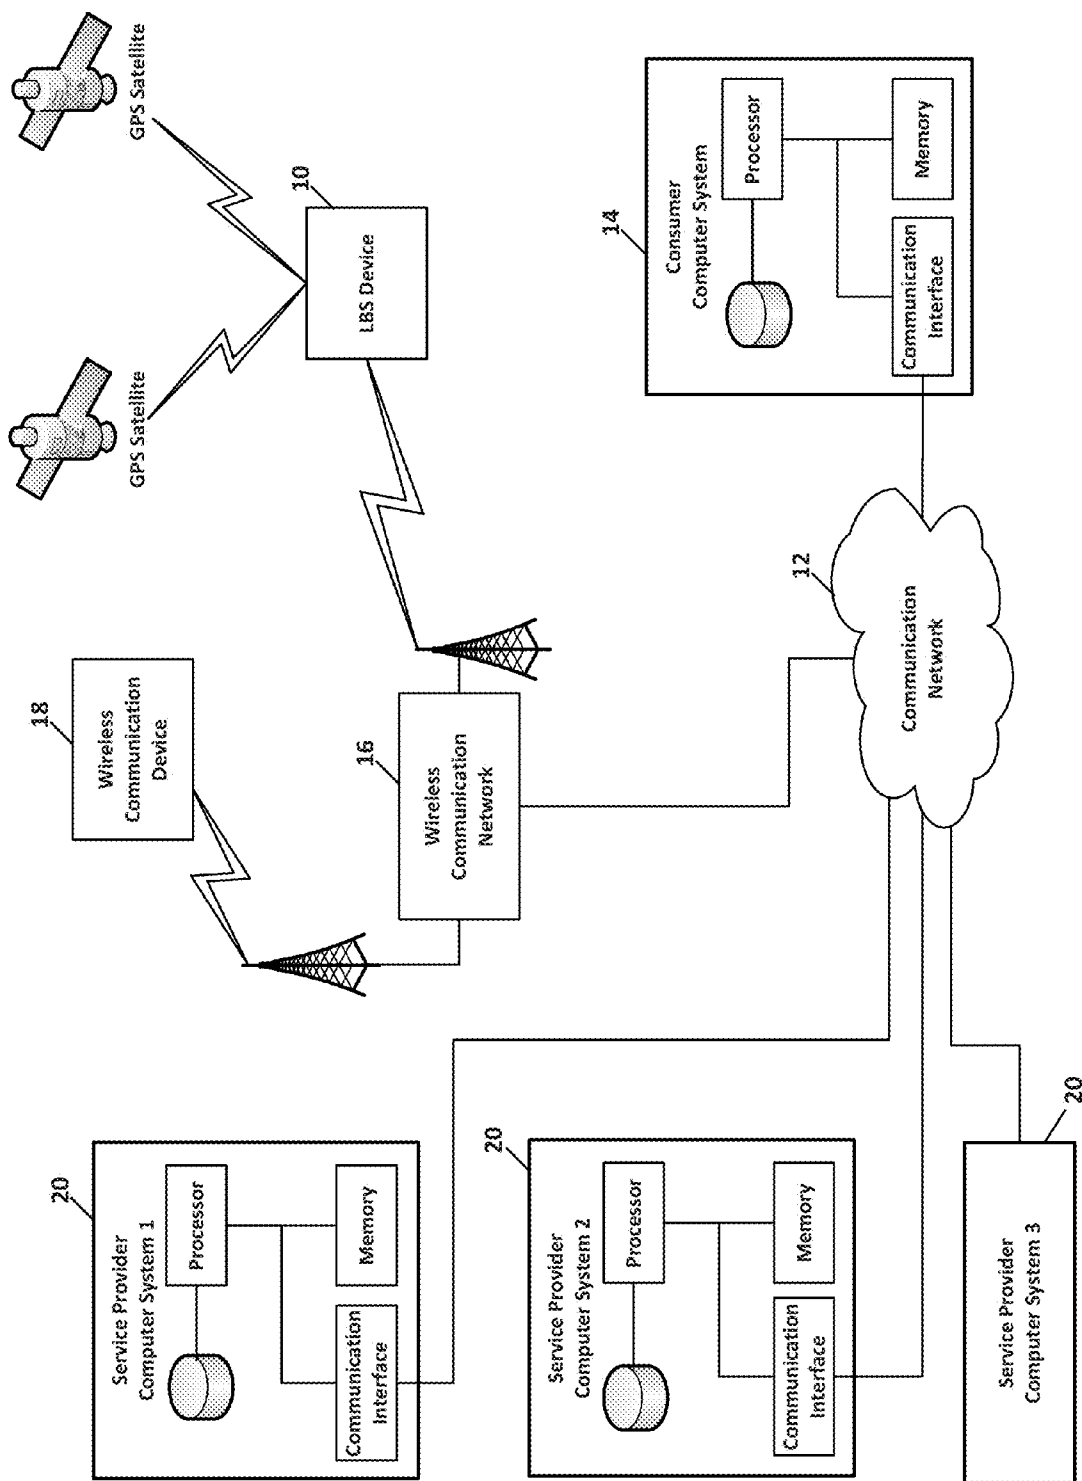 GPS Satellite
GPS Satellite
10
LBS Device
18
Wireless
Communication
Device
16
Wireless
Communication
Network
14
Consumer
Computer System
Processor
Memory
Communication
Interface
12
Communication
Network
20
Service Provider
Computer System 1
Processor
Memory
Communication
Interface
20
Service Provider
Computer System 2
Processor
Memory
Communication
Interface
20
Service Provider
Computer System 3